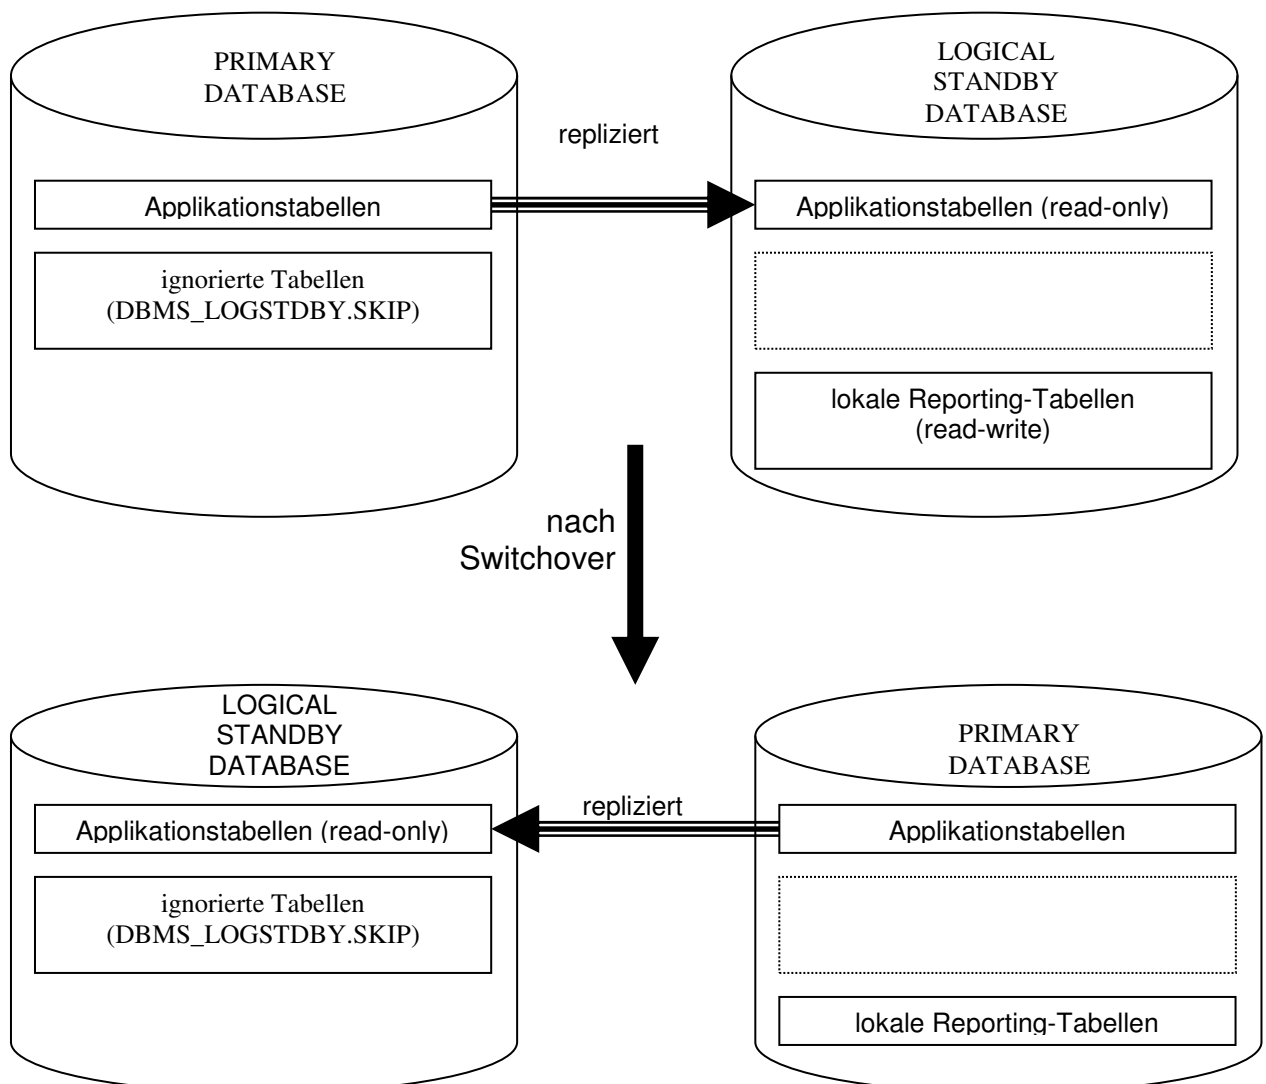 PRIMARY
DATABASE
LOGICAL
STANDBY
DATABASE
repliziert
Applikationstabellen
Applikationstabellen (read-only)
ignorierte Tabellen
(DBMS_LOGSTDBY.SKIP)
lokale Reporting-Tabellen
(read-write)
nach
Switchover
LOGICAL
STANDBY
DATABASE
PRIMARY
DATABASE
repliziert
Applikationstabellen (read-only)
Applikationstabellen
ignorierte Tabellen
(DBMS_LOGSTDBY.SKIP)
lokale Reporting-Tabellen